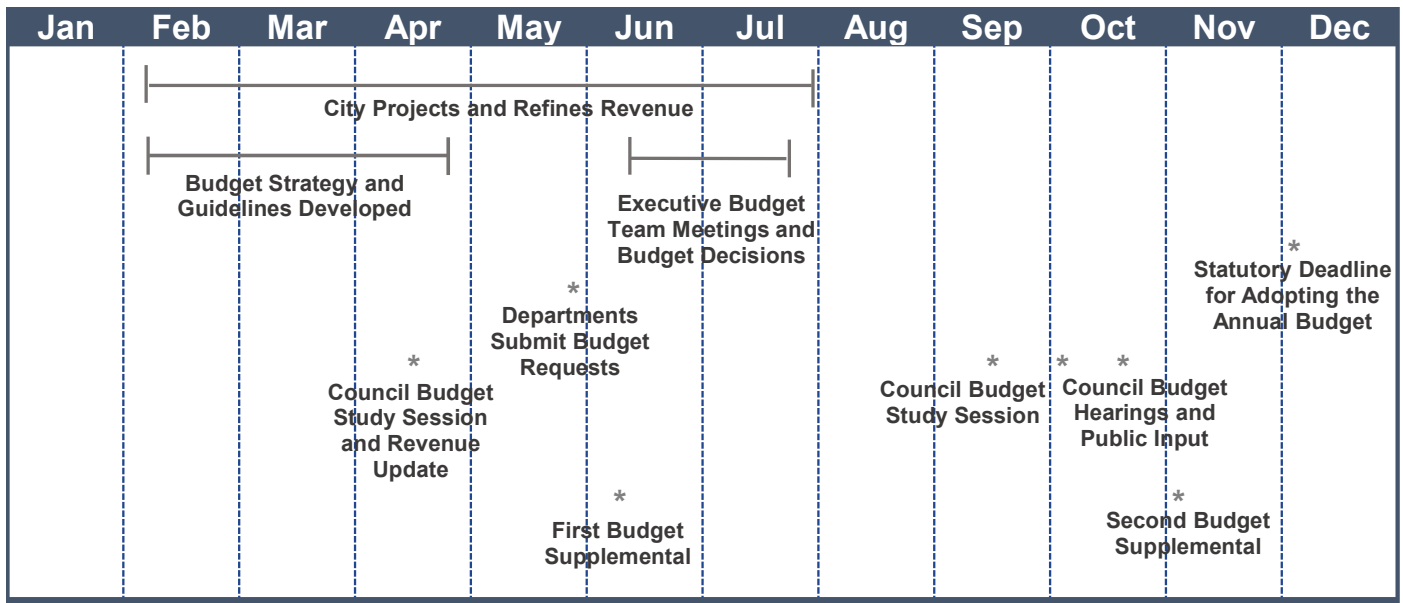 Jan Feb Mar Apr May Jun Jul Aug Sep Oct Nov Dec
City Projects and Refines Revenue
Budget Strategy and
Guidelines Developed
Executive Budget
Team Meetings and
Budget Decisions
*
Statutory Deadline
for Adopting the
Annual Budget
*
Departments
Submit Budget
Requests
*
Council Budget
Study Session
and Revenue
Update
*
Council Budget
Study Session
* *
Council Budget
Hearings and
Public Input
*
First Budget
Supplemental
*
Second Budget
Supplemental